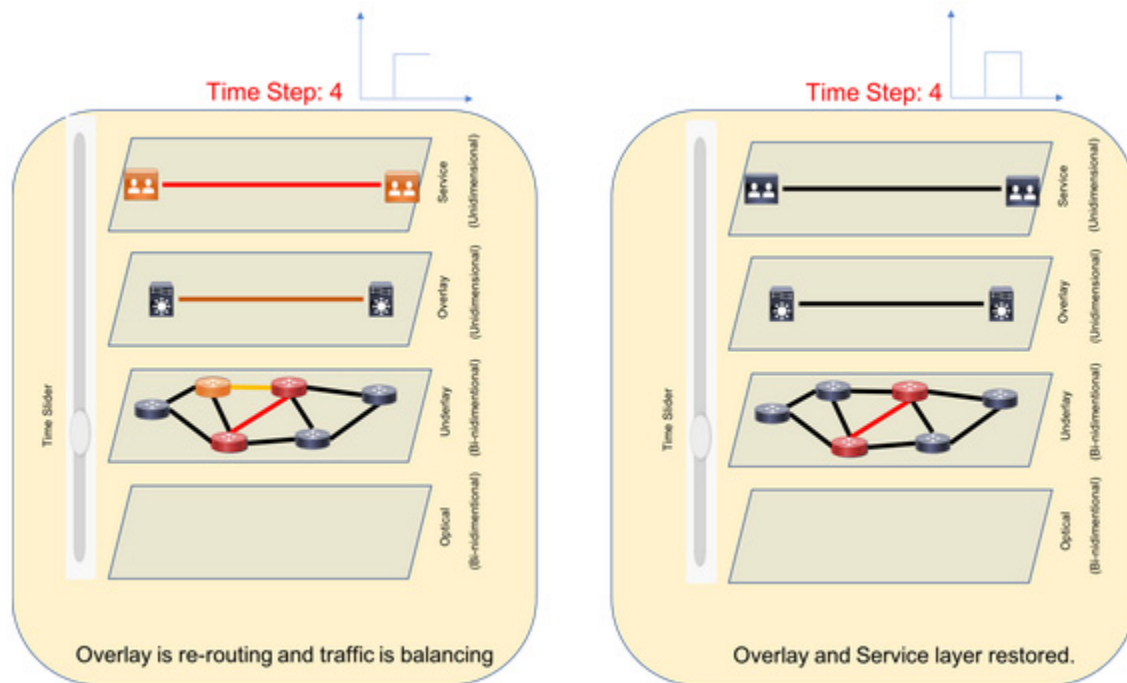 Time Step: 4
Service
(Unidimensional)
Overlay
(Unidimensional)
Underlay
(Bi-nidimentional)
Optical
(Bi-nidimentional)
Time Slider
Overlay is re-routing and traffic is balancing
Time Step: 4
Service
(Unidimensional)
Overlay
(Unidimensional)
Underlay
(Bi-nidimentional)
Optical
(Bi-nidimentional)
Time Slider
Overlay and Service layer restored.